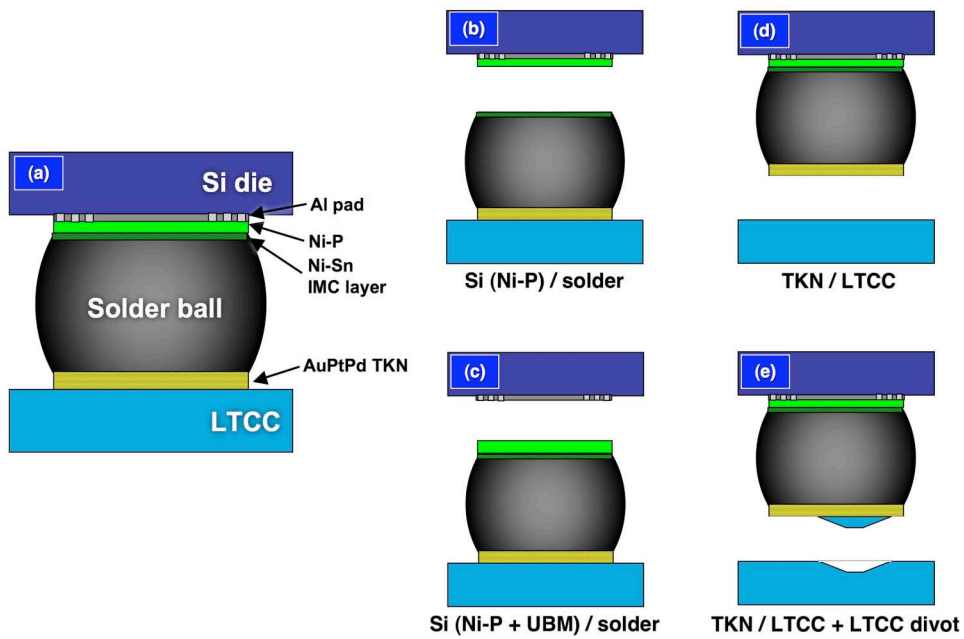 (a)
Si die
Al pad
Ni-P
Ni-Sn
IMC layer
Solder ball
AuPtPd TKN
LTCC
(b)
Si (Ni-P) / solder
(c)
Si (Ni-P + UBM) / solder
(d)
TKN / LTCC
(e)
TKN / LTCC + LTCC divot